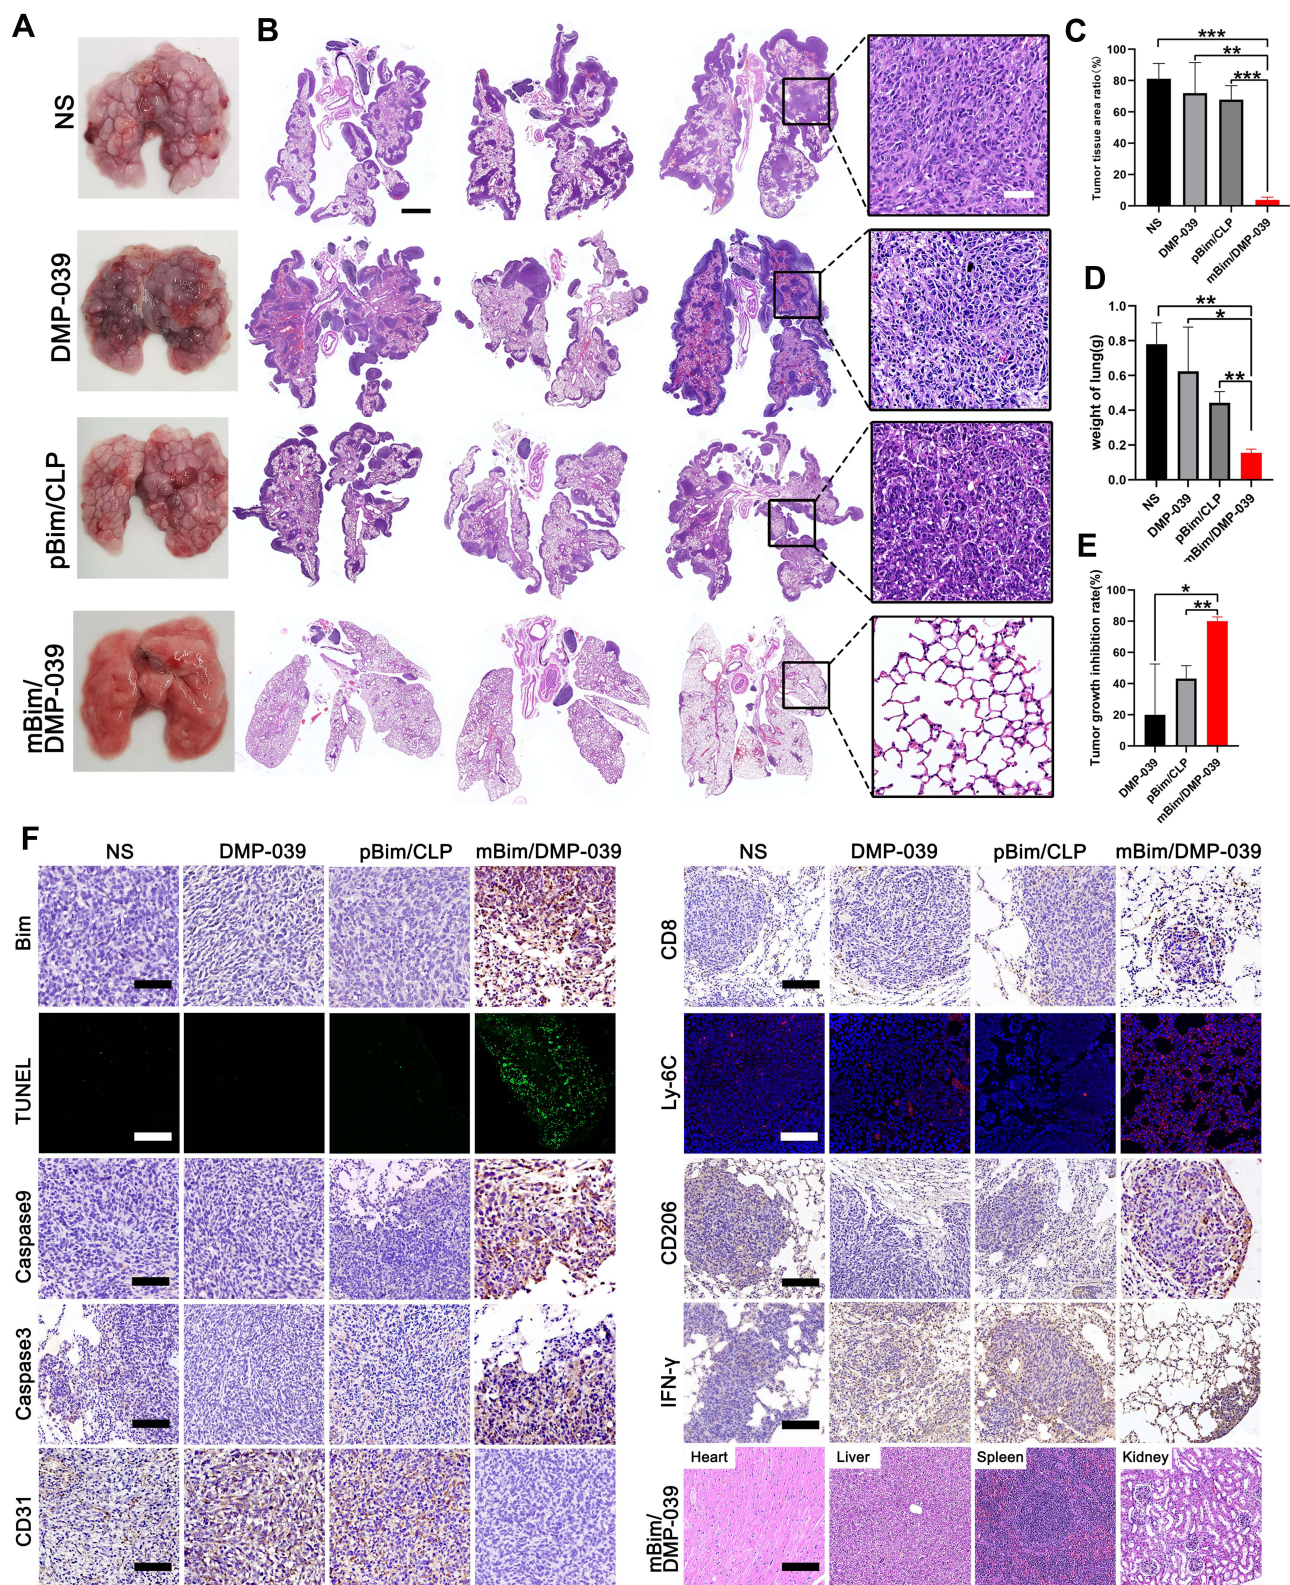 A
B
C
NS
DMP-039
pBim/CLP
mBim/
DMP-039
Tumor tissue area ratio (%)
100
80
60
40
20
0
***
**
***
NS
DMP-039
pBim/CLP
mBim/DMP-039
D
weight of lung(g)
1.0
0.8
0.6
0.4
0.2
0.0
**
*
**
NS
DMP-039
pBim/CLP
mBim/DMP-039
E
Tumor growth inhibition rate(%)
100
80
60
40
20
0
*
**
DMP-039
pBim/CLP
mBim/DMP-039
F
NS DMP-039 pBim/CLP mBim/DMP-039
Bim
TUNEL
Caspase9
Caspase3
CD31
NS DMP-039 pBim/CLP mBim/DMP-039
CD8
Ly-6C
CD206
IFN-γ
mBim/
DMP-039
Heart Liver Spleen Kidney